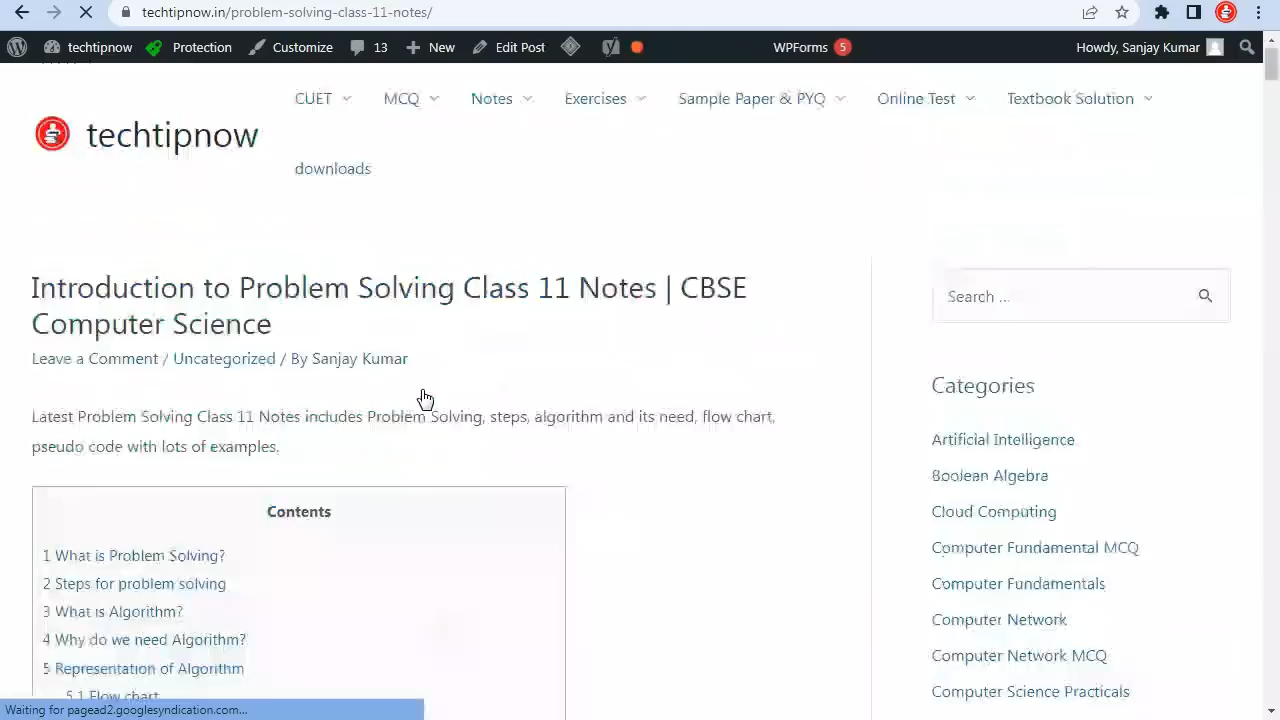 techtipnow.in/problem-solving-class-11-notes/
techtipnow Protection Customize 13 New Edit Post WPForms 5 Howdy, Sanjay Kumar
CUET MCQ Notes Exercises Sample Paper & PYQ Online Test Textbook Solution
techtipnow
downloads
Introduction to Problem Solving Class 11 Notes | CBSE
Computer Science
Leave a Comment / Uncategorized / By Sanjay Kumar
Latest Problem Solving Class 11 Notes includes Problem Solving, steps, algorithm and its need, flow chart,
pseudo code with lots of examples.
Contents
1 What is Problem Solving?
2 Steps for problem solving
3 What is Algorithm?
4 Why do we need Algorithm?
5 Representation of Algorithm
5.1 Flow chart
Search ...
Categories
Artificial Intelligence
Boolean Algebra
Cloud Computing
Computer Fundamental MCQ
Computer Fundamentals
Computer Network
Computer Network MCQ
Computer Science Practicals
Waiting for pagead2.googlesyndication.com...